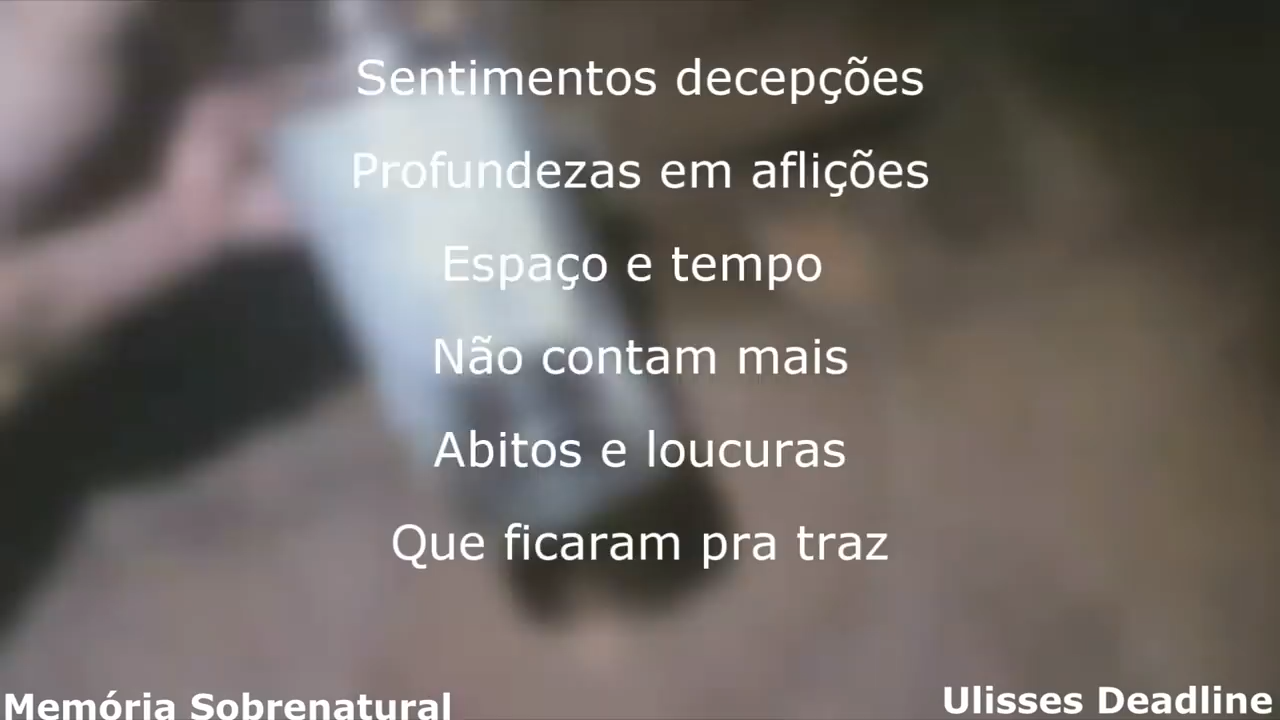 Sentimentos decepções
Profundezas em aflições
Espaço e tempo
Não contam mais
Abitos e loucuras
Que ficaram pra traz
Memória Sobrenatural
Ulisses Deadline